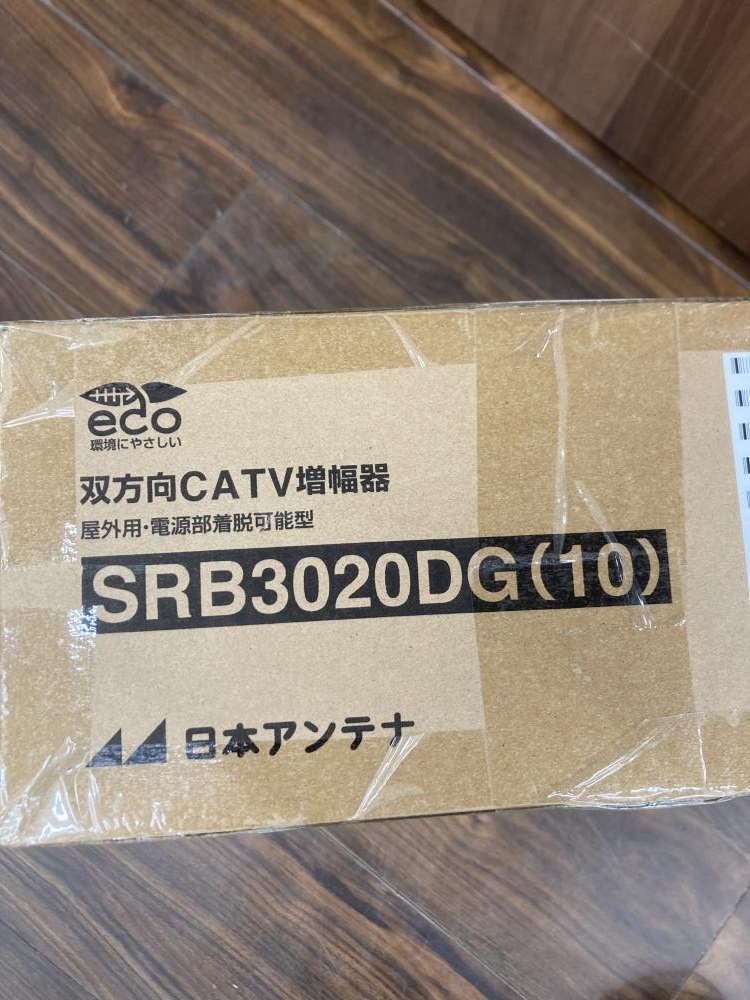 eco
環境にやさしい
双方向CATV増幅器
屋外用・電源部着脱可能型
SRB3020DG(10)
日本アンテナ